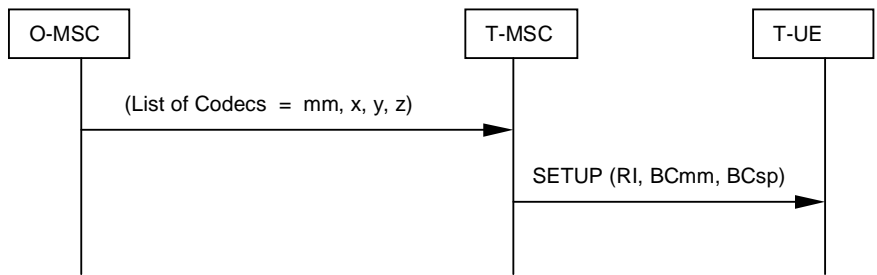 O-MSC
T-MSC
T-UE
(List of Codecs = mm, x, y, z)
SETUP (RI, BCmm, BCsp)